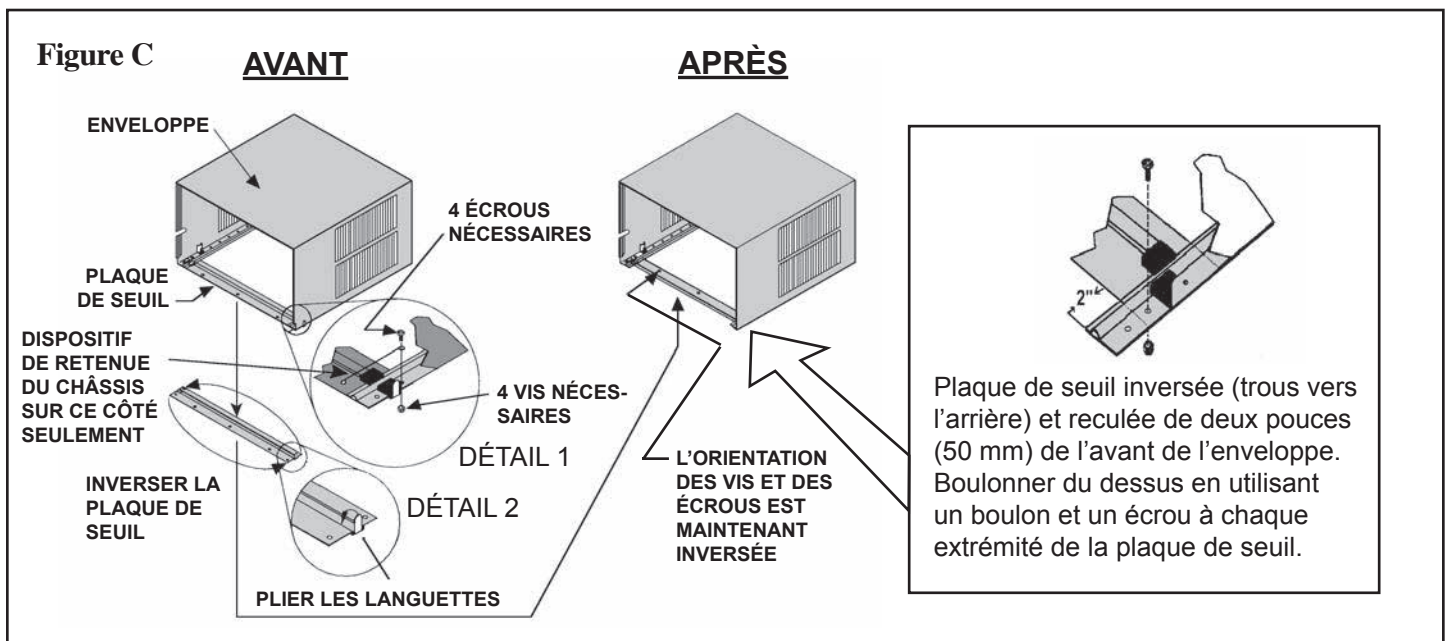 Figure C
AVANT
APRÈS
ENVELOPPE
4 ÉCROUS
NÉCESSAIRES
PLAQUE
DE SEUIL
DISPOSITIF
DE RETENUE
DU CHÂSSIS
SUR CE CÔTÉ
SEULEMENT
4 VIS NÉCES-
SAIRES
DÉTAIL 1
INVERSER LA
PLAQUE DE
SEUIL
DÉTAIL 2
PLIER LES LANGUETTES
L’ORIENTATION
DES VIS ET DES
ÉCROUS EST
MAINTENANT
INVERSÉE
2"
Plaque de seuil inversée (trous vers
l’arrière) et reculée de deux pouces
(50 mm) de l’avant de l’enveloppe.
Boulonner du dessus en utilisant
un boulon et un écrou à chaque
extrémité de la plaque de seuil.